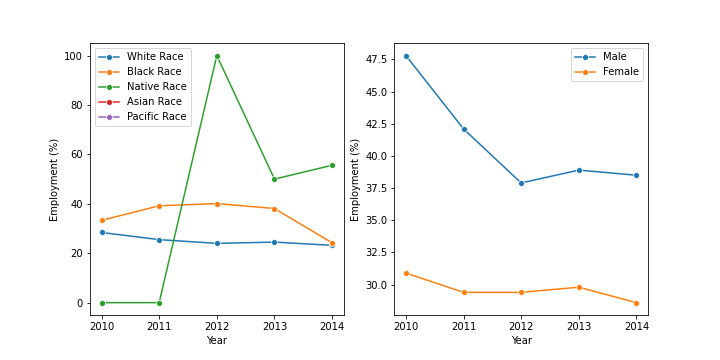 100
80
60
40
20
0
Employment (%)
White Race
Black Race
Native Race
Asian Race
Pacific Race
2010 2011 2012 2013 2014
Year
47.5
45.0
42.5
40.0
37.5
35.0
32.5
30.0
Employment (%)
Male
Female
2010 2011 2012 2013 2014
Year